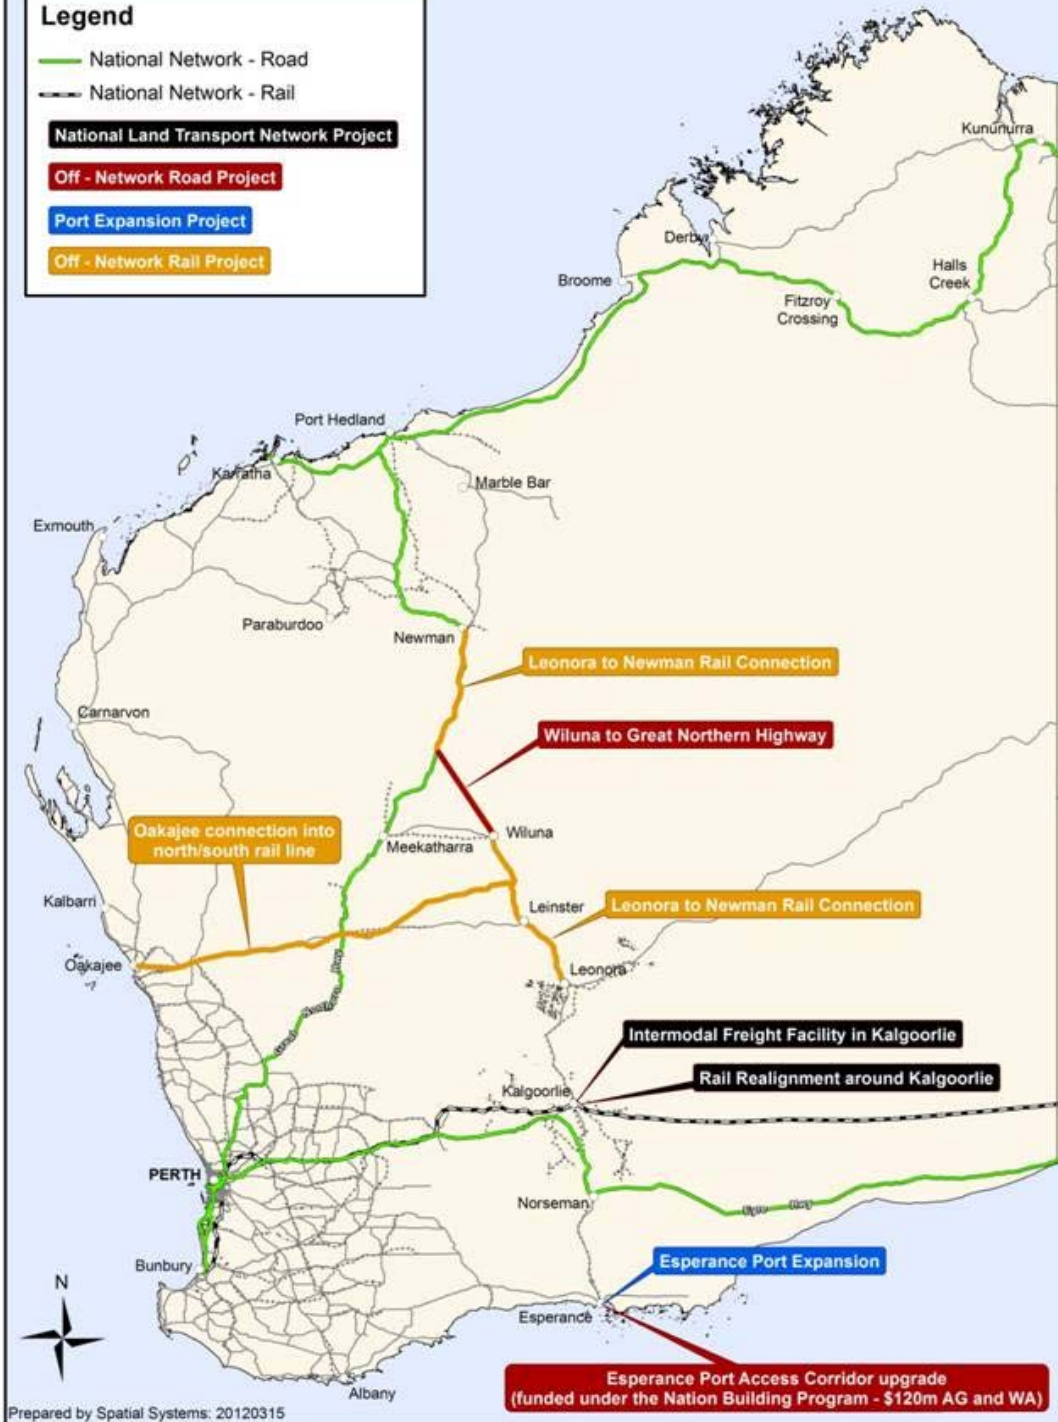 Legend
National Network - Road
National Network - Rail
National Land Transport Network Project
Off - Network Road Project
Port Expansion Project
Off - Network Rail Project
Kununurra
Derby
Broome
Halls
Creek
Fitzroy
Crossing
Port Hedland
Karratha
Marble Bar
Exmouth
Paraburdoo
Newman
Leonora to Newman Rail Connection
Carnarvon
Wiluna to Great Northern Highway
Oakajee connection into
north/south rail line
Wiluna
Meekatharra
Kalbarri
Leinster
Leonora to Newman Rail Connection
Oakajee
Leonora
Great Northern Hwy
Intermodal Freight Facility in Kalgoorlie
Rail Realignment around Kalgoorlie
Kalgoorlie
PERTH
Norseman
Eyre Hwy
Bunbury
Esperance Port Expansion
N
Esperance
Esperance Port Access Corridor upgrade
(funded under the Nation Building Program - $120m AG and WA)
Albany
Prepared by Spatial Systems: 20120315